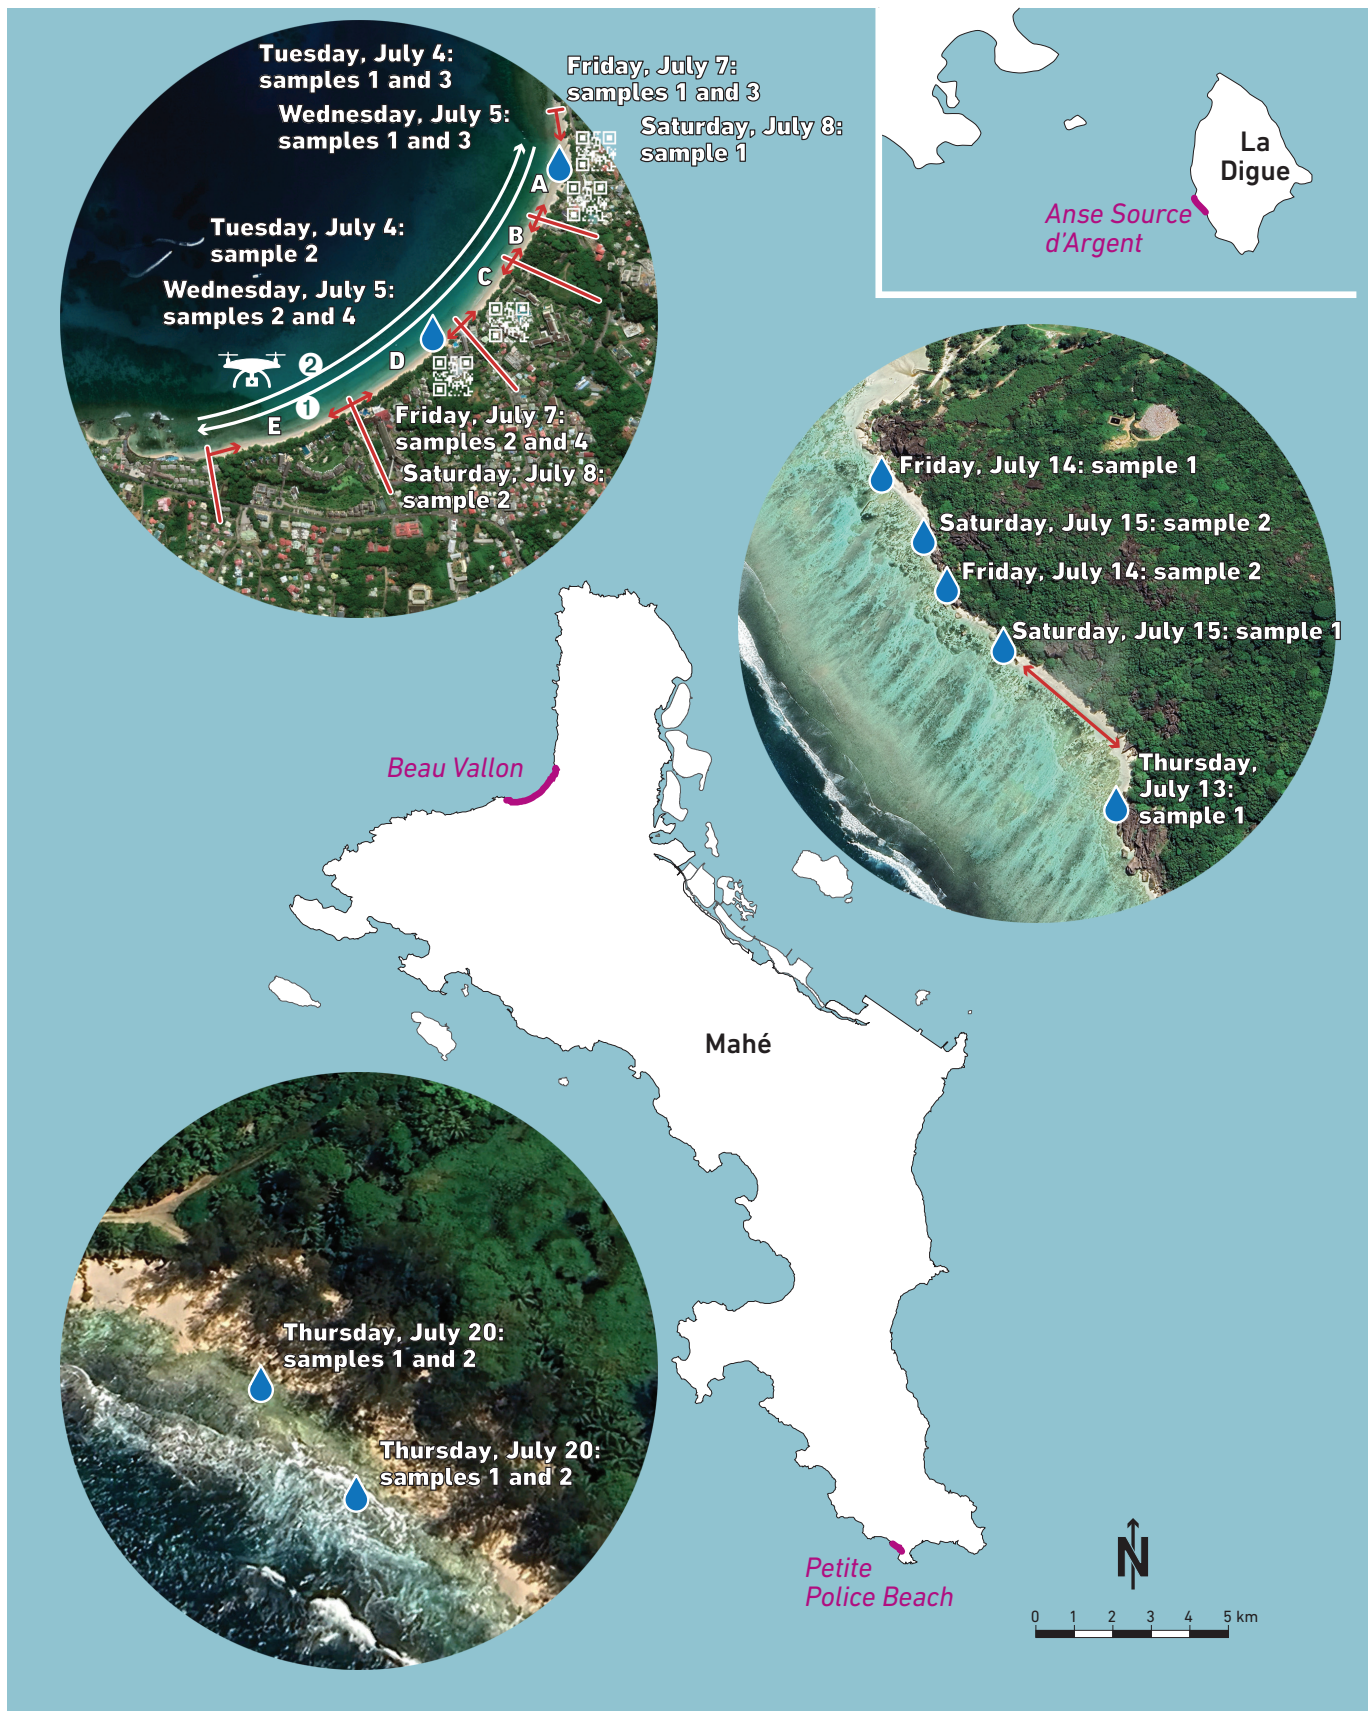 Tuesday, July 4:
samples 1 and 3
Wednesday, July 5:
samples 1 and 3
Friday, July 7:
samples 1 and 3
Saturday, July 8:
sample 1
A
B
C
D
E
Tuesday, July 4:
sample 2
Wednesday, July 5:
samples 2 and 4
2
1
Friday, July 7:
samples 2 and 4
Saturday, July 8:
sample 2
La
Digue
Anse Source
d'Argent
Friday, July 14: sample 1
Saturday, July 15: sample 2
Friday, July 14: sample 2
Saturday, July 15: sample 1
Thursday,
July 13:
sample 1
Beau Vallon
Mahé
Thursday, July 20:
samples 1 and 2
Thursday, July 20:
samples 1 and 2
Petite
Police Beach
N
0 1 2 3 4 5 km